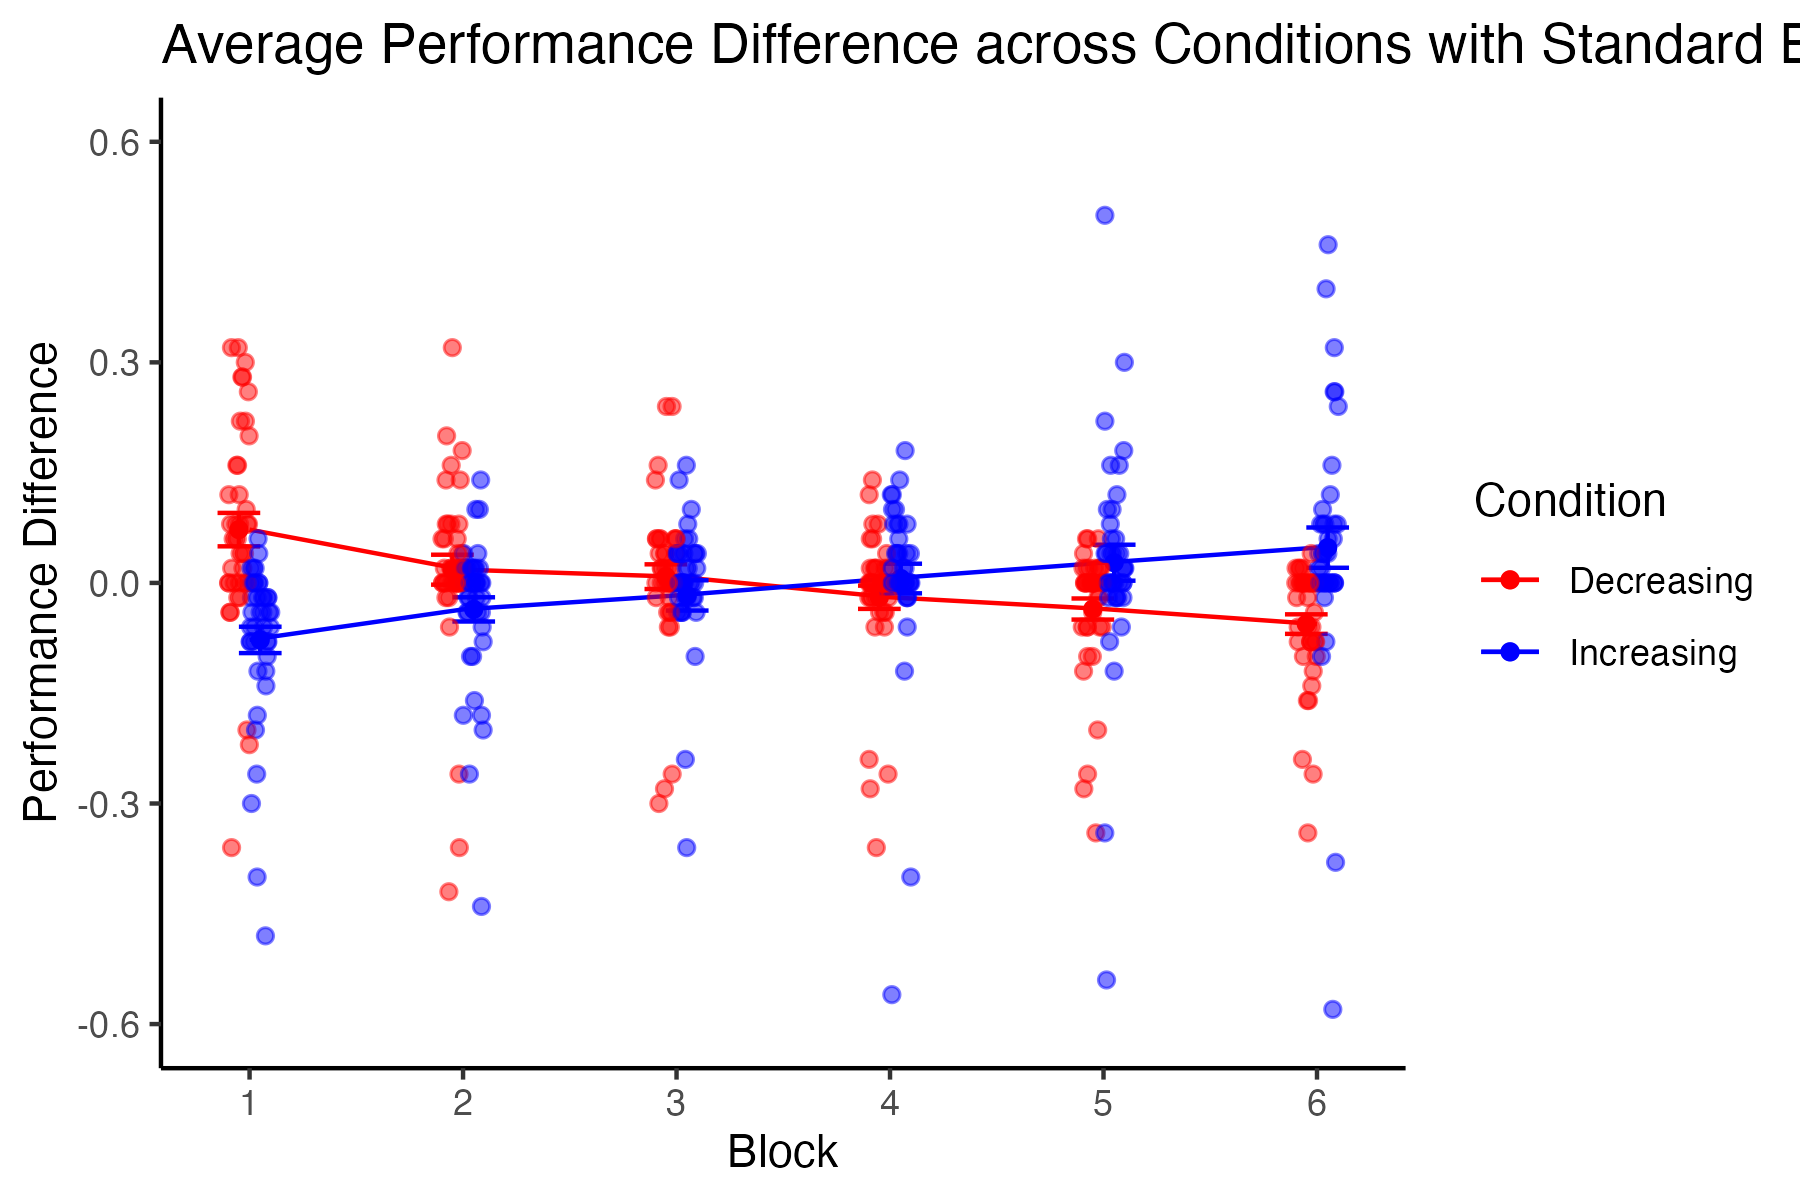 Average Performance Difference across Conditions with Standard
Performance Difference
0.6
0.3
0.0
-0.3
-0.6
1 2 3 4 5 6
Block
Condition
Decreasing
Increasing